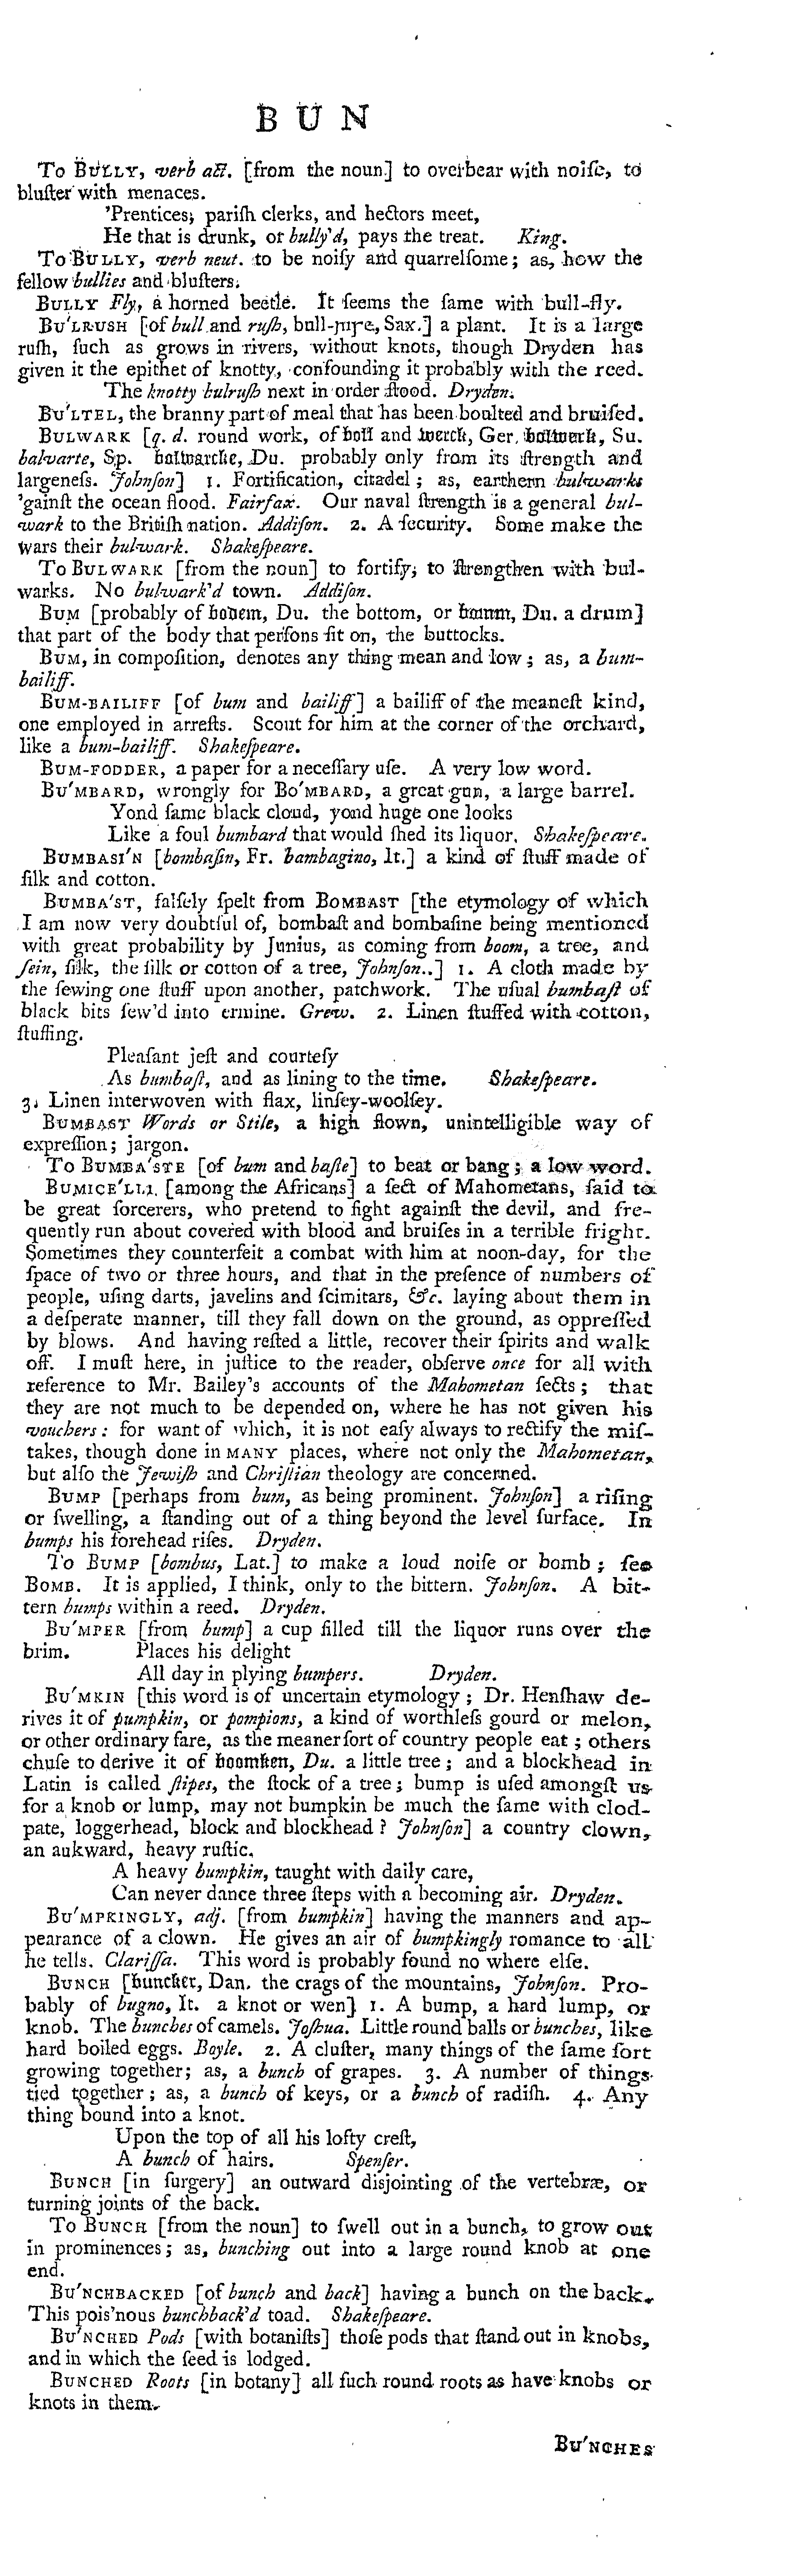 B U N
To BULLY, verb act. [from the noun] to overbear with noiſe, to
bluſter with menaces.
'Prentices, pariſh clerks, and hectors meet,
He that is drunk, or bully'd, pays the treat. King.
To BULLY, verb neut. to be noiſy and quarrelſome; as, how the
fellow bullies and bluſters.
BULLY Fly, a horned beetle. It ſeems the ſame with bull-fly.
BU'LRUSH [of bull and ruſh, Sax.] a plant. It is a large
ruſh, ſuch as grows in rivers, without knots, though Dryden has
given it the epithet of knotty, confounding it probably with the reed.
The knotty bulruſh next in order ſtood. Dryden.
BU'LTEL, the branny part of meal that has been boulted and bruiſed.
BULWARK [q. d. round work, of boll and werck, Ger. bollwerk, Su.
balvarte, Sp. bolwarcke, Du. probably only from its ſtrength and
largeneſs. Johnſon] 1. Fortification, citadel; as, earthern bulwarks
'gainſt the ocean flood. Fairfax. Our naval ſtrength is a general bul-
wark to the Britiſh nation. Addiſon. 2. A ſecurity. Some make the
wars their bulwark. Shakeſpeare.
To BULWARK [from the noun] to fortify, to ſtrengthen with bul-
warks. No bulwark'd town. Addiſon.
BUM [probably of bodem, Du. the bottom, or bmum, Du. a drum]
that part of the body that perſons ſit on, the buttocks.
BUM, in compoſition, denotes any thing mean and low; as, a bum-
bailiff.
BUM-BAILIFF [of bum and bailiff] a bailiff of the meaneſt kind,
one employed in arreſts. Scout for him at the corner of the orchard,
like a bum-bailiff. Shakeſpeare.
BUM-FODDER, a paper for a neceſſary uſe. A very low word.
BU'MBARD, wrongly for BO'MBARD, a great gun, a large barrel.
Yond ſame black cloud, yond huge one looks
Like a foul bumbard that would ſhed its liquor. Shakeſpeare.
BUMBASI'N [bombaſin, Fr. bambagino, It.] a kind of ſtuff made of
ſilk and cotton.
BUMBA'ST, falſely ſpelt from BOMBAST [the etymology of which
I am now very doubtful of, bombaſt and bombaſine being mentioned
with great probability by Junius, as coming from boom, a tree, and
ſein, ſilk, the ſilk or cotton of a tree, Johnſon..] 1. A cloth made by
the ſewing one ſtuff upon another, patchwork. The uſual bumbaſt of
black bits ſew'd into ermine. Grew. 2. Linen ſtuffed with cotton,
ſtuffing.
Pleaſant jeſt and courteſy
As bumbaſt, and as lining to the time. Shakeſpeare.
3. Linen interwoven with flax, linſey-woolſey.
BUMBAST Words or Stile, a high flown, unintelligible way of
expreſſion; jargon.
To BUMBA'STE [of bum and baſte] to beat or bang; a low word.
BUMICE'LLI [among the Africans] a ſect of Mahometans, ſaid to
be great ſorcerers, who pretend to fight againſt the devil, and fre-
quently run about covered with blood and bruiſes in a terrible fright.
Sometimes they counterfeit a combat with him at noon-day, for the
ſpace of two or three hours, and that in the preſence of numbers of
people, uſing darts, javelins and ſcimitars, &c. laying about them in
a deſperate manner, till they fall down on the ground, as oppreſſed
by blows. And having reſted a little, recover their ſpirits and walk
off. I muſt here, in juſtice to the reader, obſerve once for all with
reference to Mr. Bailey's accounts of the Mahometan ſects; that
they are not much to be depended on, where he has not given his
vouchers: for want of which, it is not eaſy always to rectify the miſ-
takes, though done in MANY places, where not only the Mahometan,
but alſo the Jewiſh and Chriſtian theology are concerned.
BUMP [perhaps from bum, as being prominent. Johnſon] a riſing
or ſwelling, a ſtanding out of a thing beyond the level ſurface. In
bumps his forehead riſes. Dryden.
To BUMP [bombus, Lat.] to make a loud noiſe or bomb; ſee
BOMB. It is applied, I think, only to the bittern. Johnſon. A bit-
tern bumps within a reed. Dryden.
BU'MPER [from bump] a cup filled till the liquor runs over the
brim. Places his delight
All day in plying bumpers. Dryden.
BU'MKIN [this word is of uncertain etymology; Dr. Henſhaw de-
rives it of pumpkin, or pompions, a kind of worthleſs gourd or melon,
or other ordinary fare, as the meaner ſort of country people eat; others
chuſe to derive it of boomken, Du. a little tree; and a blockhead in
Latin is called ſtipes, the ſtock of a tree; bump is uſed amongſt us
for a knob or lump, may not bumpkin be much the ſame with clod-
pate, loggerhead, block and blockhead? Johnſon] a country clown,
an aukward, heavy ruſtic.
A heavy bumpkin, taught with daily care,
Can never dance three ſteps with a becoming air. Dryden.
BU'MPKINGLY, adj. [from bumpkin] having the manners and ap-
pearance of a clown. He gives an air of bumpkingly romance to all
he tells. Clariſſa. This word is probably found no where elſe.
BUNCH [buncker, Dan. the crags of the mountains, Johnſon. Pro-
bably of bugno, It. a knot or wen] 1. A bump, a hard lump, or
knob. The bunches of camels. Joſhua. Little round balls or bunches, like
hard boiled eggs. Boyle. 2. A cluſter, many things of the ſame ſort
growing together; as, a bunch of grapes. 3. A number of things
tied together; as, a bunch of keys, or a bunch of radiſh. 4. Any
thing bound into a knot.
Upon the top of all his lofty creſt,
A bunch of hairs. Spenſer.
BUNCH [in ſurgery] an outward disjointing of the vertebræ, or
turning joints of the back.
To BUNCH [from the noun] to ſwell out in a bunch, to grow out
in prominences; as, bunching out into a large round knob at one
end.
BU'NCHBACKED [of bunch and back] having a bunch on the back.
This pois'nous bunchback'd toad. Shakeſpeare.
BU'NCHED Pods [with botaniſts] thoſe pods that ſtand out in knobs,
and in which the ſeed is lodged.
BUNCHED Roots [in botany] all ſuch round roots as have knobs or
knots in them.
BU'NCHES